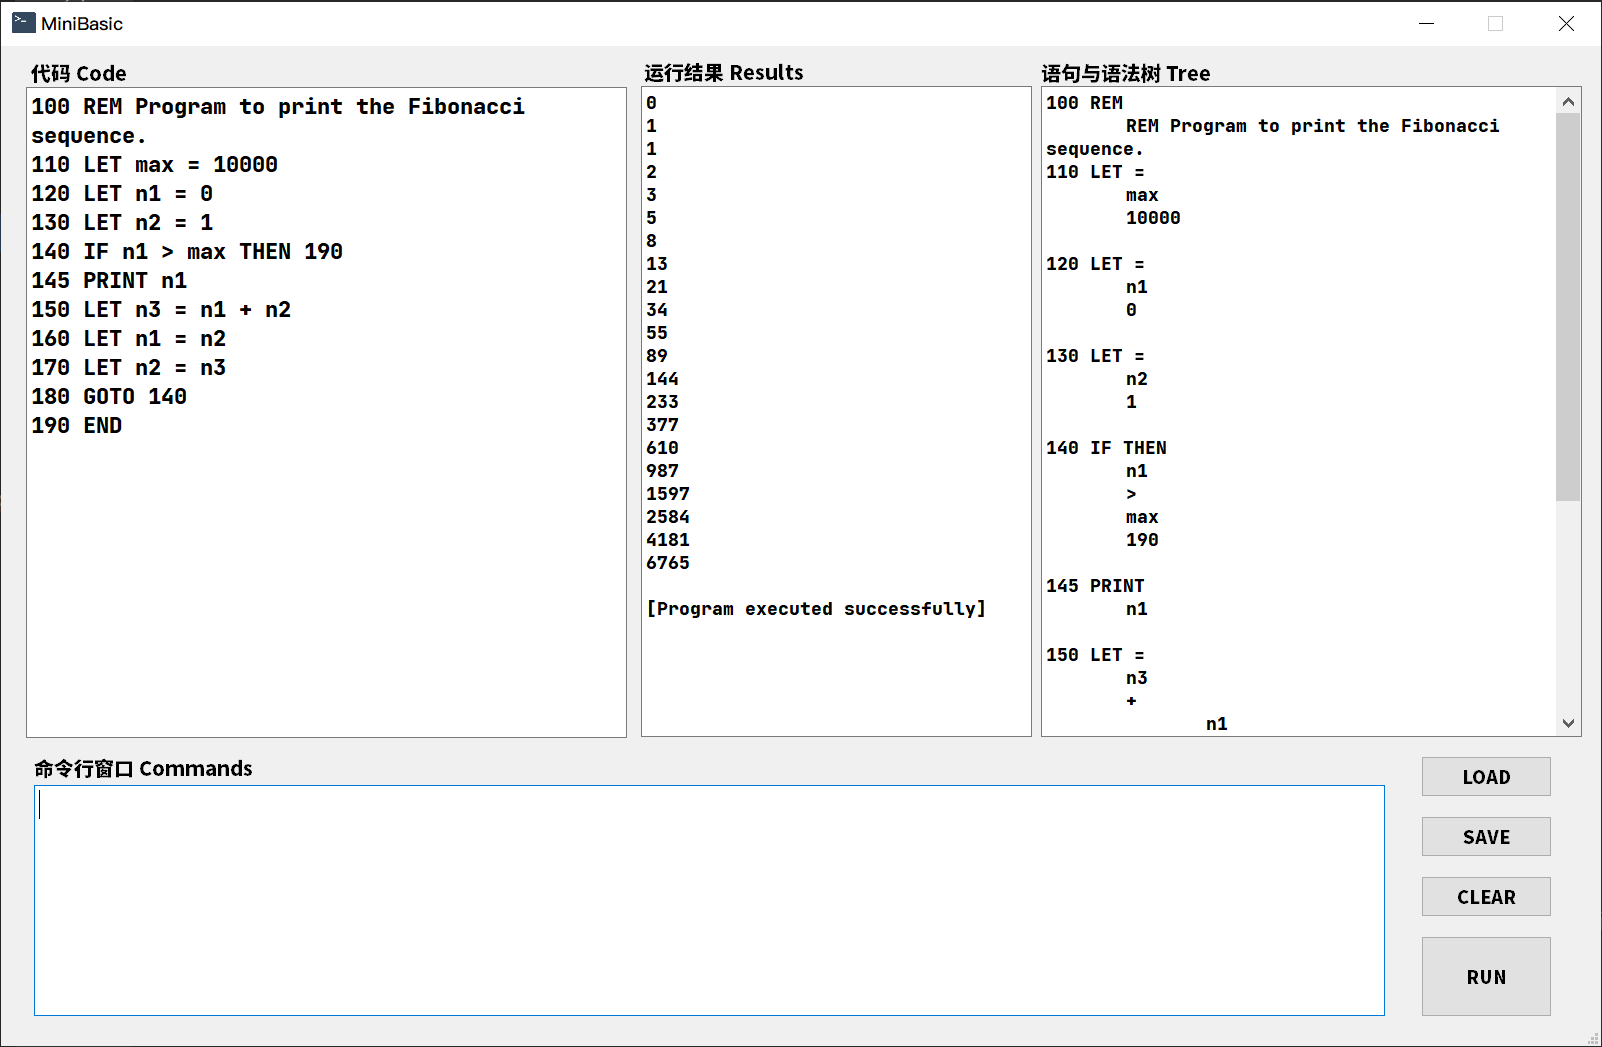 MiniBasic
代码 Code
100 REM Program to print the Fibonacci
sequence.
110 LET max = 10000
120 LET n1 = 0
130 LET n2 = 1
140 IF n1 > max THEN 190
145 PRINT n1
150 LET n3 = n1 + n2
160 LET n1 = n2
170 LET n2 = n3
180 GOTO 140
190 END
运行结果 Results
0
1
1
2
3
5
8
13
21
34
55
89
144
233
377
610
987
1597
2584
4181
6765
[Program executed successfully]
语句与语法树 Tree
100 REM
REM Program to print the Fibonacci
sequence.
110 LET =
max
10000
120 LET =
n1
0
130 LET =
n2
1
140 IF THEN
n1
>
max
190
145 PRINT
n1
150 LET =
n3
+
n1
命令行窗口 Commands
LOAD
SAVE
CLEAR
RUN